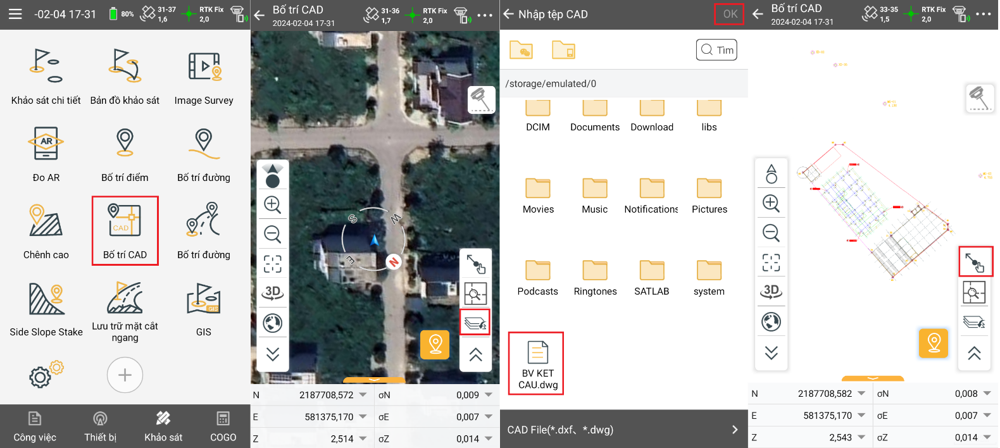 -02-04 17-31
80%
31-37
1,6
RTK Fix
2,0
Khảo sát chi tiết
Bản đồ khảo sát
Image Survey
AR
Đo AR
Bố trí điểm
Bố trí đường
CAD
Chênh cao
Bố trí CAD
Bố trí đường
GIS
Side Slope Stake
Lưu trữ mặt cắt
ngang
GIS
Công việc
Thiết bị
Khảo sát
COGO
Bố trí CAD
2024-02-04 17-31
31-36
1,7
RTK Fix
2,0
S
W
E
N
3D
N
2187708,572
σN
0,009
E
581375,170
σE
0,007
Z
2,514
σZ
0,014
Nhập tệp CAD
OK
Tìm
/storage/emulated/0
DCIM
Documents
Download
libs
Movies
Music
Notifications
Pictures
Podcasts
Ringtones
SATLAB
system
BV KET
CAU.dwg
CAD File(*.dxf、*.dwg)
Bố trí CAD
2024-02-04 17-31
33-35
1,5
RTK Fix
2,0
3D
N
2187708,582
σN
0,008
E
581375,170
σE
0,007
Z
2,543
σZ
0,014